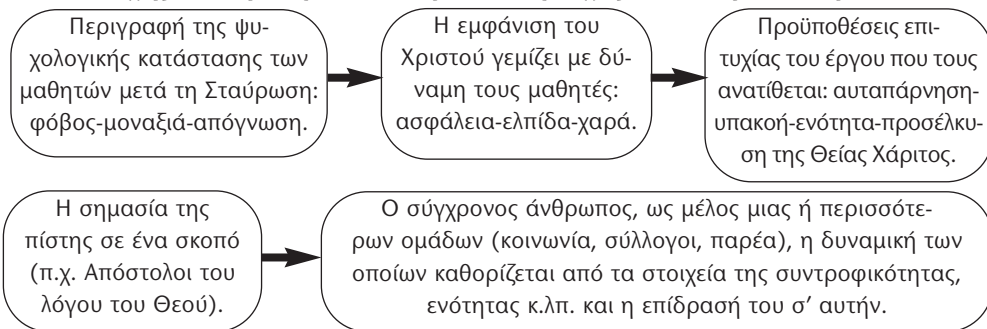 Περιγραφή της ψυ-
χολογικής κατάστασης των
μαθητών μετά τη Σταύρωση:
φόβος-μοναξιά-απόγνωση.
Η εμφάνιση του
Χριστού γεμίζει με δύ-
ναμη τους μαθητές:
ασφάλεια-ελπίδα-χαρά.
Προϋποθέσεις επι-
τυχίας του έργου που τους
ανατίθεται: αυταπάρνηση-
υπακοή-ενότητα-προσέλκυ-
ση της Θείας Χάριτος.
Η σημασία της
πίστης σε ένα σκοπό
(π.χ. Απόστολοι του
λόγου του Θεού).
Ο σύγχρονος άνθρωπος, ως μέλος μιας ή περισσότε-
ρων ομάδων (κοινωνία, σύλλογοι, παρέα), η δυναμική των
οποίων καθορίζεται από τα στοιχεία της συντροφικότητας,
ενότητας κ.λπ. και η επίδρασή του σ’ αυτήν.